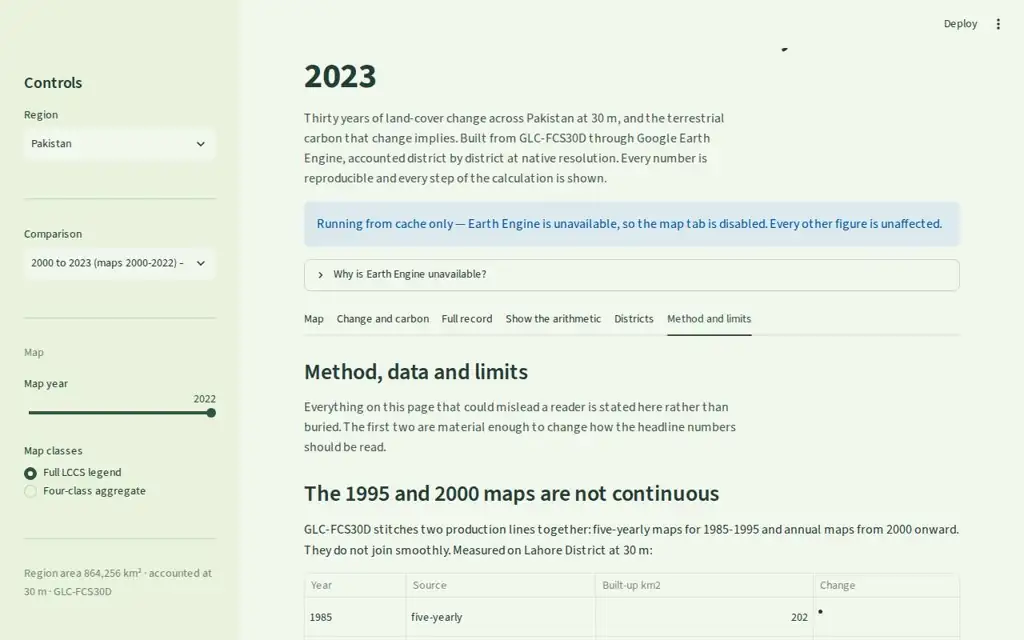 Deploy
Controls
Region
Pakistan
Comparison
2000 to 2023 (maps 2000-2022) –
Map
Map year
2022
Map classes
Full LCCS legend
Four-class aggregate
Region area 864,256 km² · accounted at
30 m · GLC-FCS30D
2023
Thirty years of land-cover change across Pakistan at 30 m, and the terrestrial
carbon that change implies. Built from GLC-FCS30D through Google Earth
Engine, accounted district by district at native resolution. Every number is
reproducible and every step of the calculation is shown.
Running from cache only — Earth Engine is unavailable, so the map tab is disabled. Every other figure is unaffected.
Why is Earth Engine unavailable?
Map Change and carbon Full record Show the arithmetic Districts Method and limits
Method, data and limits
Everything on this page that could mislead a reader is stated here rather than
buried. The first two are material enough to change how the headline numbers
should be read.
The 1995 and 2000 maps are not continuous
GLC-FCS30D stitches two production lines together: five-yearly maps for 1985-1995 and annual maps from 2000 onward.
They do not join smoothly. Measured on Lahore District at 30 m:
Year Source Built-up km2 Change
1985 five-yearly 202 •